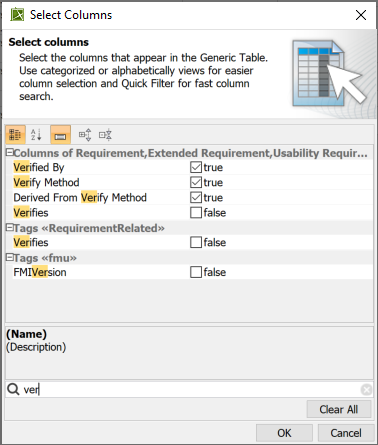 Select Columns
Select columns
Select the columns that appear in the Generic Table.
Use categorized or alphabetically views for easier
column selection and Quick Filter for fast column
search.
Columns of Requirement,Extended Requirement,Usability Requir...
Verified By true
Verify Method true
Derived From Verify Method true
Verifies false
Tags «RequirementRelated»
Verifies false
Tags «fmu»
FMIVersion false
(Name)
(Description)
ver
Clear All
OK Cancel